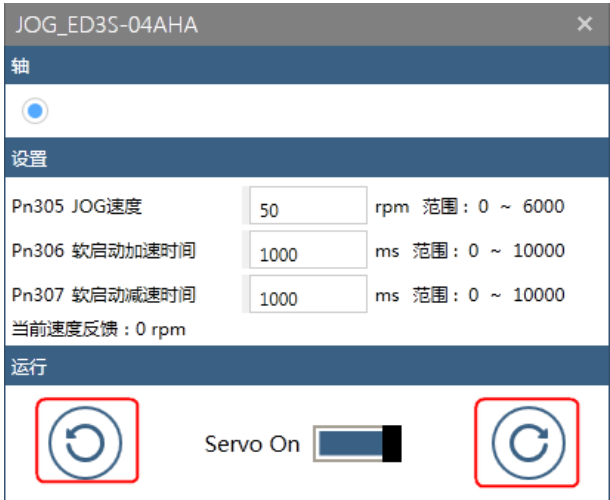 JOG_ED3S-04AHA
轴
设置
Pn305 JOG速度 50 rpm 范围: 0 ~ 6000
Pn306 软启动加速时间 1000 ms 范围: 0 ~ 10000
Pn307 软启动减速时间 1000 ms 范围: 0 ~ 10000
当前速度反馈:0 rpm
运行
Servo On